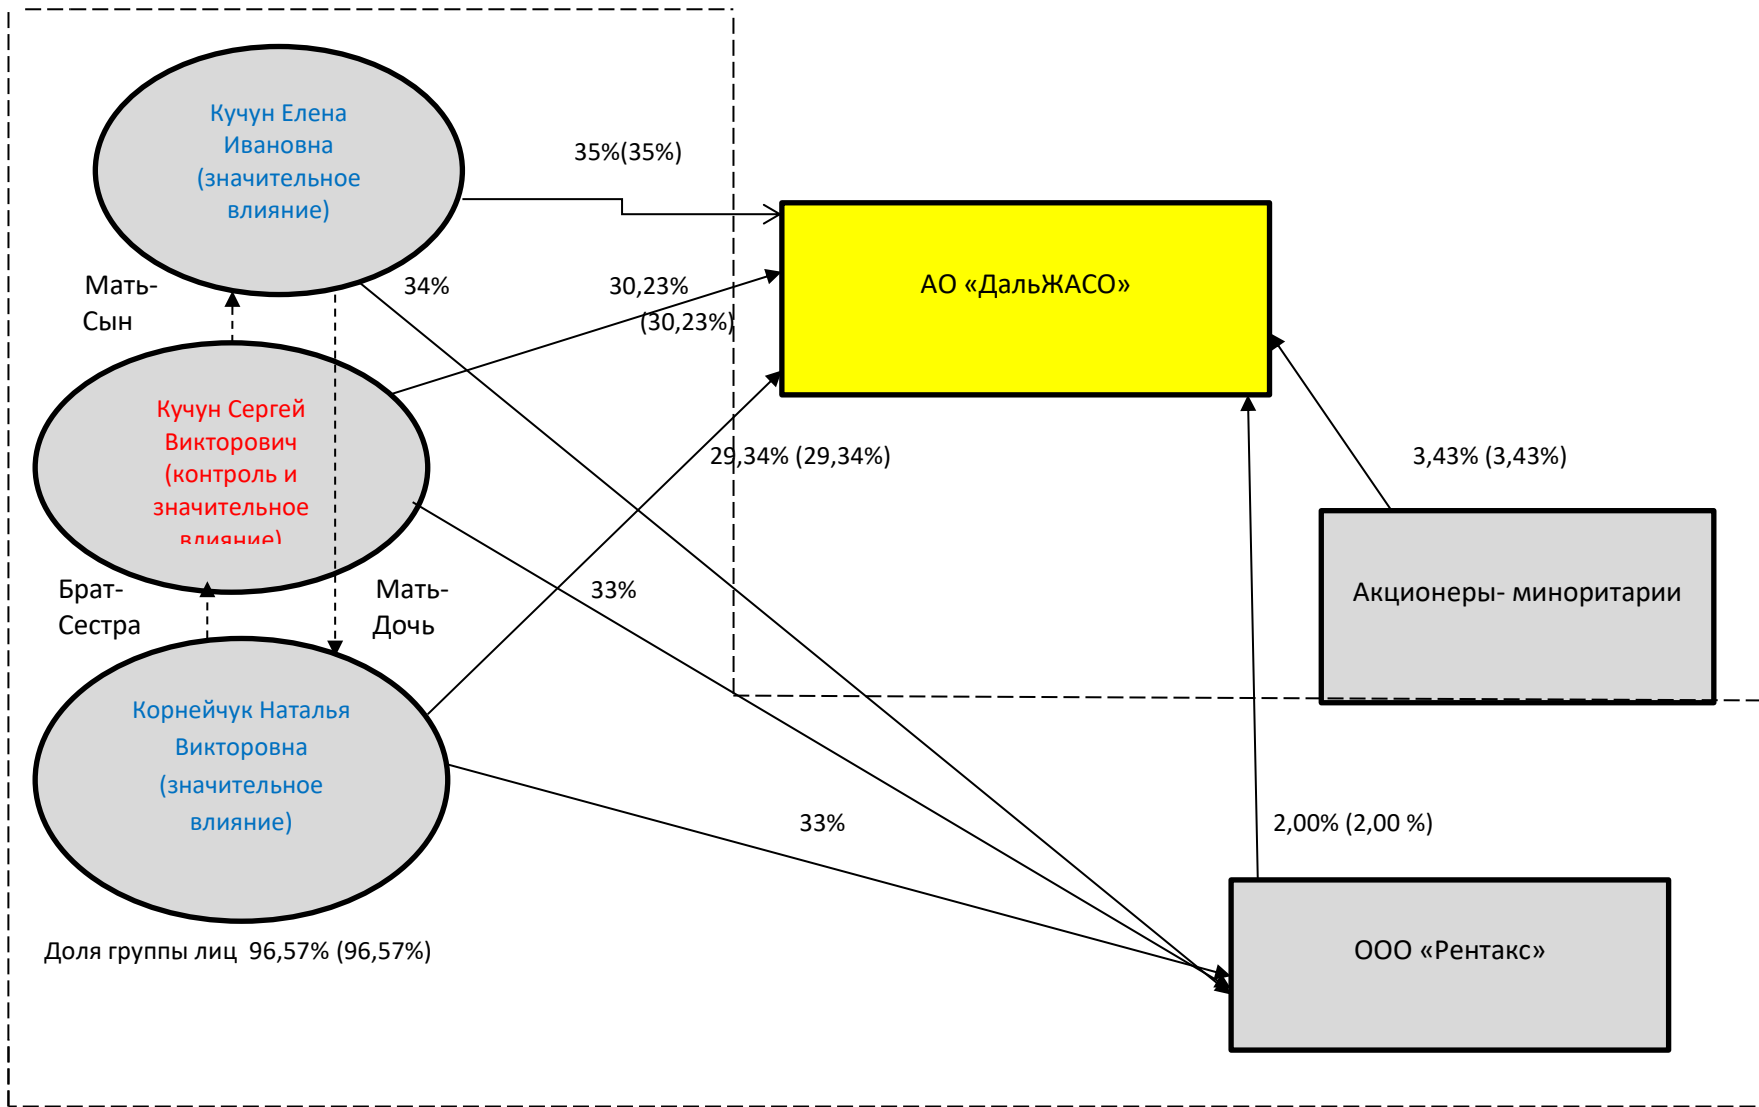 Кучун Елена
Ивановна
(значительное
влияние)
35%(35%)
АО «ДальЖАСО»
Мать-
Сын
34%
30,23%
(30,23%)
Кучун Сергей
Викторович
(контроль и
значительное
влияние)
29,34% (29,34%)
3,43% (3,43%)
Акционеры- миноритарии
Брат-
Сестра
Мать-
Дочь
33%
Корнейчук Наталья
Викторовна
(значительное
влияние)
33%
2,00% (2,00 %)
Доля группы лиц 96,57% (96,57%)
ООО «Рентакс»